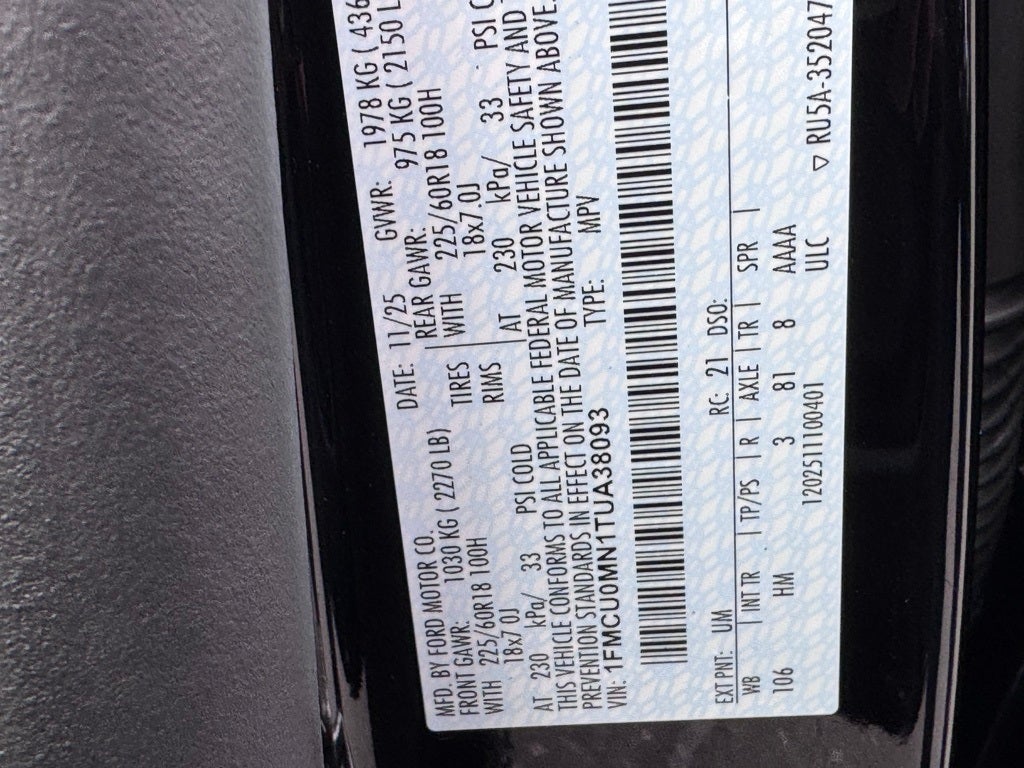 MFD. BY FORD MOTOR CO. DATE: 11/25 GVWR: 1978 KG ( 436
FRONT GAWR: 1030 KG ( 2270 LB) REAR GAWR: 975 KG ( 2150 L
WITH 225/60R18 100H TIRES WITH 225/60R18 100H
18x7.0J RIMS 18x7.0J
AT 230 kPa/ 33 PSI COLD AT 230 kPa/ 33 PSI C
THIS VEHICLE CONFORMS TO ALL APPLICABLE FEDERAL MOTOR VEHICLE SAFETY AND
PREVENTION STANDARDS IN EFFECT ON THE DATE OF MANUFACTURE SHOWN ABOVE.
VIN: 1FMCU0MN1TUA38093 TYPE: MPV
EXT PNT: UM RC: 21 DSO:
WB | INT TR | TP/PS | R | AXLE | TR | SPR |
106 HM 3 81 8 AAAA
1202511100401 ULC
▽ RU5A-3520472